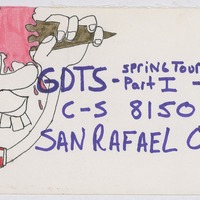 GDTS - Spring Tour Part I -
C-S 8150
SAN RAFAEL C